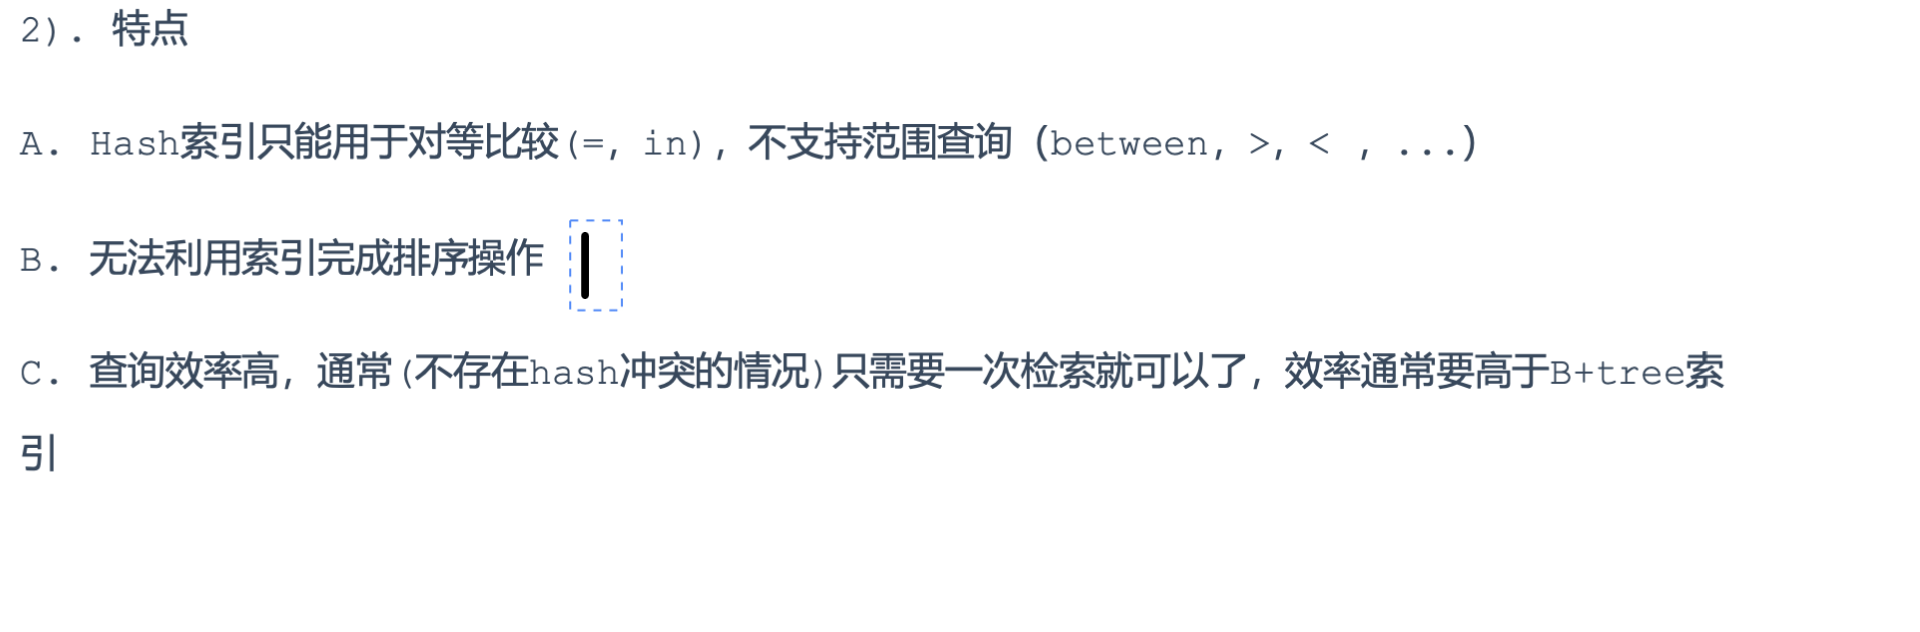 2). 特点
A. Hash索引只能用于对等比较(=, in), 不支持范围查询 (between, >, < , ...)
B. 无法利用索引完成排序操作
C. 查询效率高, 通常(不存在hash冲突的情况)只需要一次检索就可以了, 效率通常要高于B+tree索
引